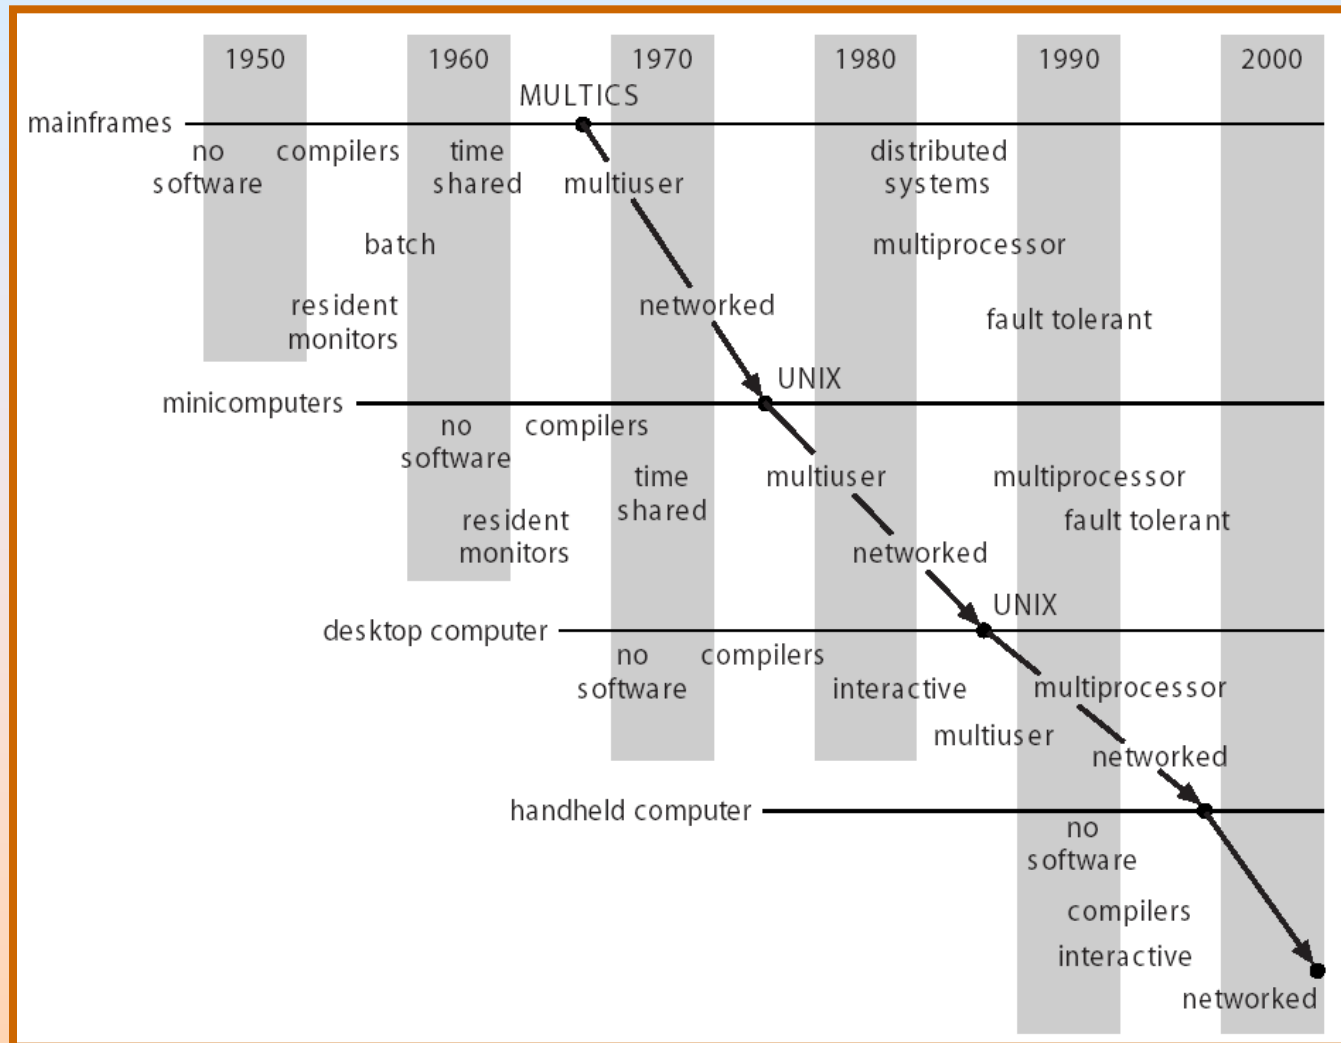 1950 1960 1970 1980 1990 2000
MULTICS
mainframes
no compilers time distributed
software shared multiuser systems
batch multiprocessor
resident networked fault tolerant
monitors
UNIX
minicomputers
no compilers
software
time multiuser multiprocessor
shared
resident fault tolerant
monitors networked
UNIX
desktop computer
no compilers
software interactive multiprocessor
multiuser
networked
handheld computer
no
software
compilers
interactive
networked